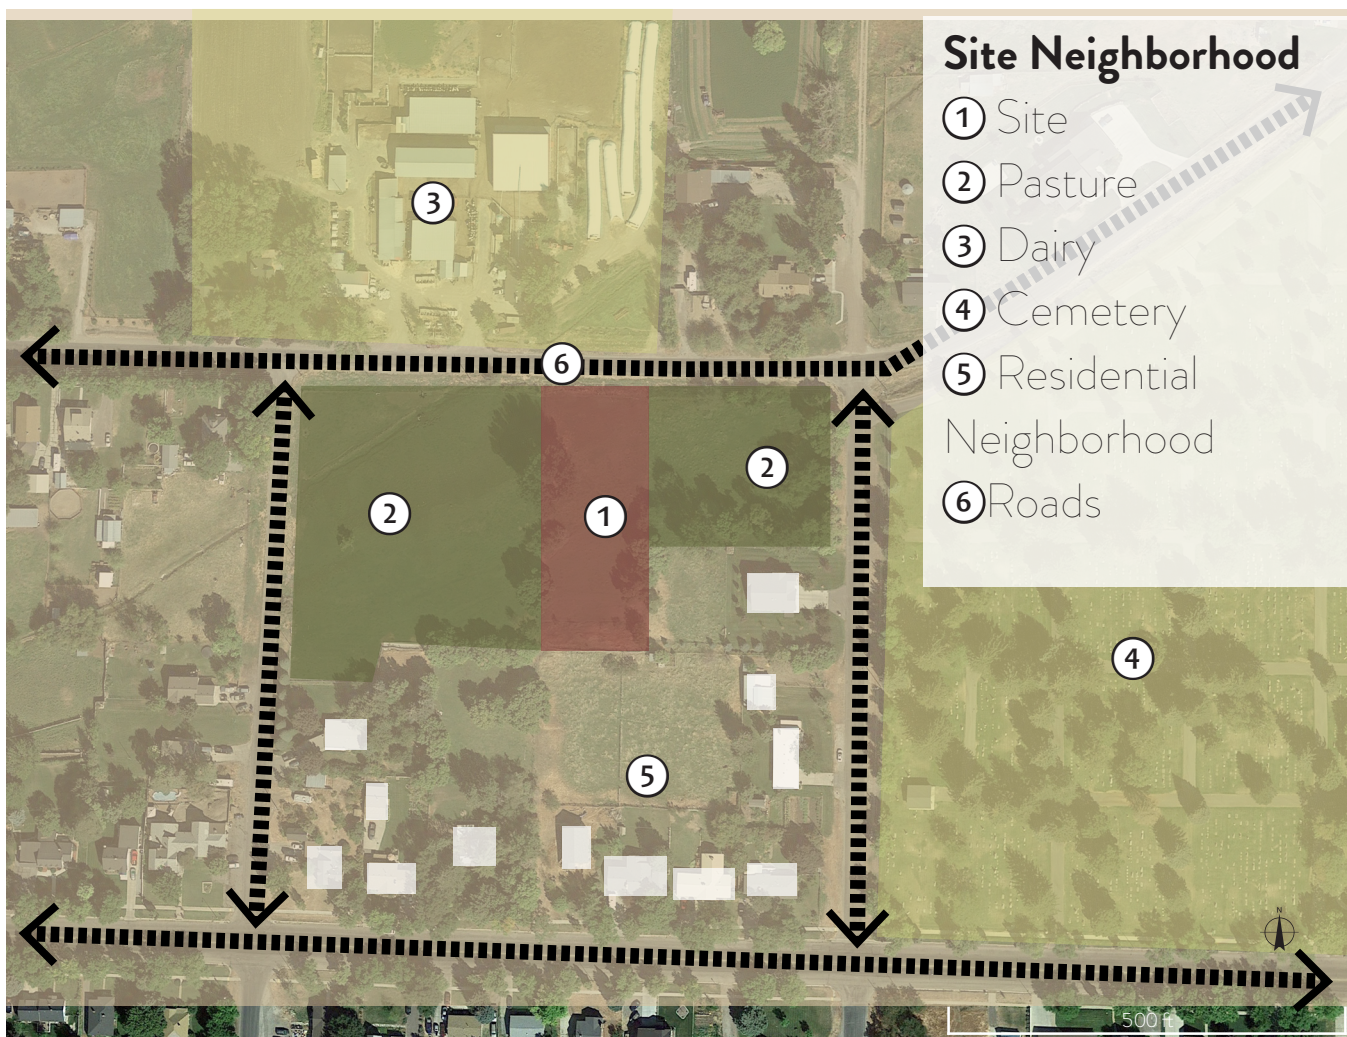 Site Neighborhood
1 Site
2 Pasture
3 Dairy
4 Cemetery
5 Residential
Neighborhood
6 Roads
3
6
2
2
1
4
5
N
500 ft